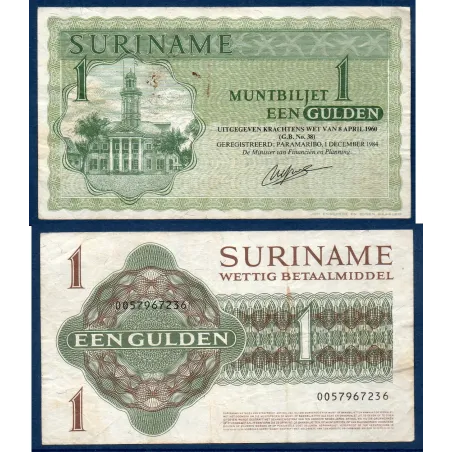 SURINAME
1
MUNTBILJET 1
EEN GULDEN
UITGEGEVEN KRACHTENS WET VAN 8 APRIL 1960
(G.B. No. 38)
GEREGISTREERD: PARAMARIBO, 1 DECEMBER 1984
De Minister van Financiën en Planning.
1
SURINAME
WETTIG BETAALMIDDEL
0057967236
EEN GULDEN
1
0057967236
1